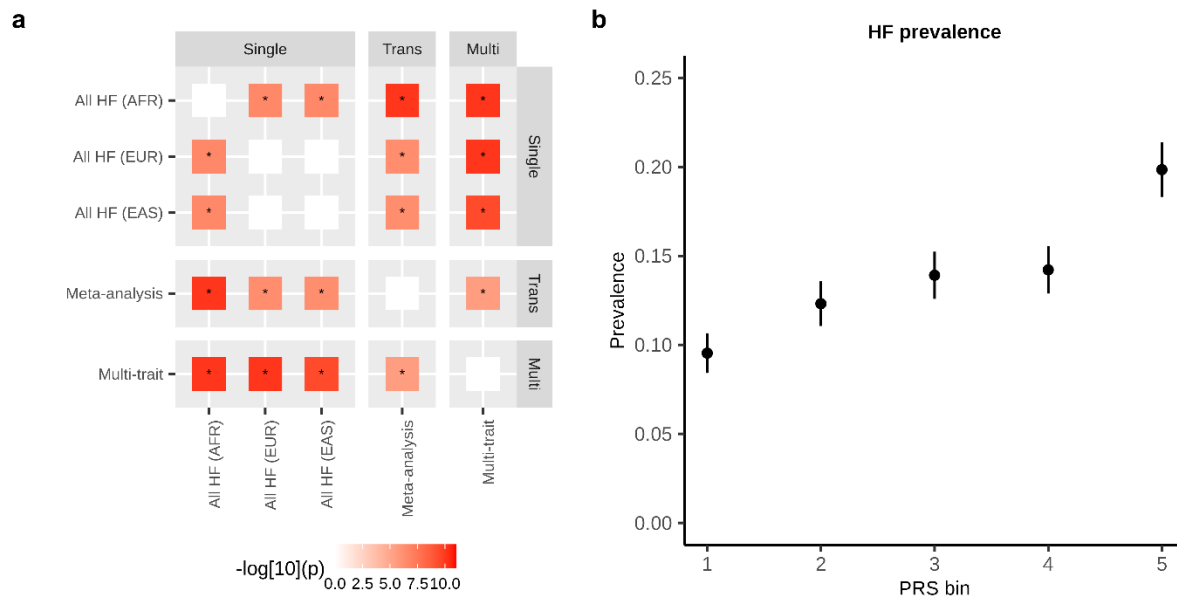 a
Single
Trans
Multi
All HF (AFR)
*
*
*
*
All HF (EUR)
*
*
*
All HF (EAS)
*
*
*
Single
Meta-analysis
*
*
*
*
Trans
Multi-trait
*
*
*
*
Multi
All HF (AFR)
All HF (EUR)
All HF (EAS)
Meta-analysis
Multi-trait
-log[10](p)
0.0 2.5 5.0 7.5 10.0
b
HF prevalence
Prevalence
0.25
0.20
0.15
0.10
0.05
0.00
1 2 3 4 5
PRS bin